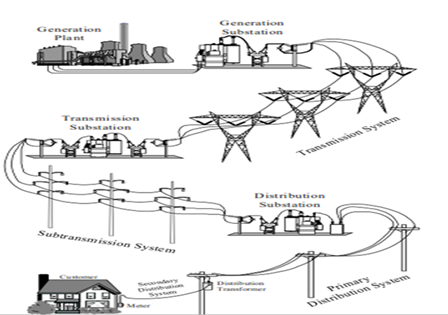 Generation
Plant
Generation
Substation
Transmission
Substation
Transmission System
Distribution
Substation
Subtransmission System
Customer
Secondary
Distribution
System
Distribution
Transformer
Primary
Distribution System
Meter